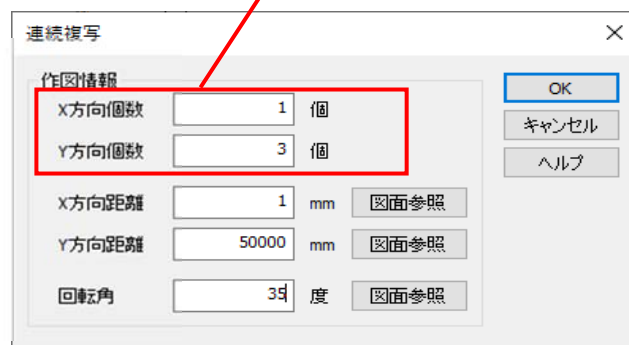 連続複写
作図情報
X方向個数 1 個
Y方向個数 3 個
X方向距離 1 mm 図面参照
Y方向距離 50000 mm 図面参照
回転角 35 度 図面参照
OK
キャンセル
ヘルプ